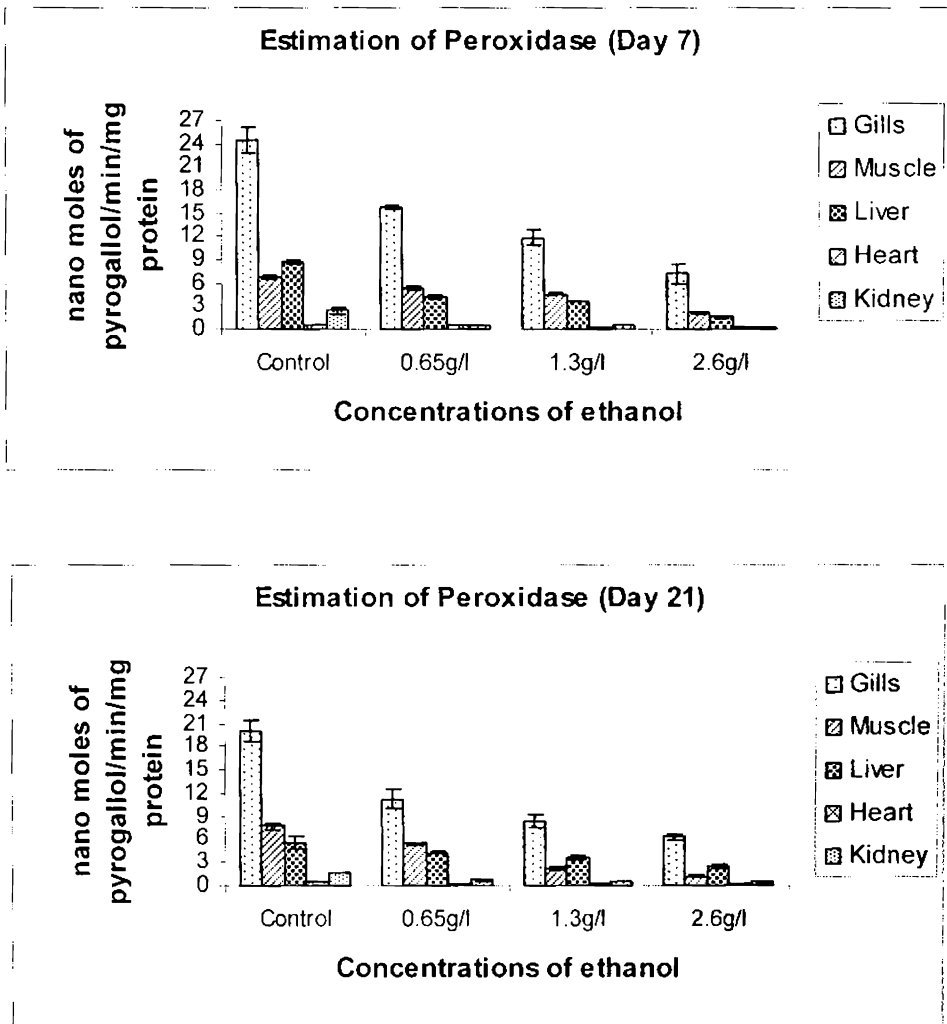 Estimation of Peroxidase (Day 7)
nano moles of
pyrogallol/min/mg
protein
27
24
21
18
15
12
9
6
3
0
Control
0.65g/l
1.3g/l
2.6g/l
Concentrations of ethanol
Gills
Muscle
Liver
Heart
Kidney
Estimation of Peroxidase (Day 21)
nano moles of
pyrogallol/min/mg
protein
27
24
21
18
15
12
9
6
3
0
Control
0.65g/l
1.3g/l
2.6g/l
Concentrations of ethanol
Gills
Muscle
Liver
Heart
Kidney